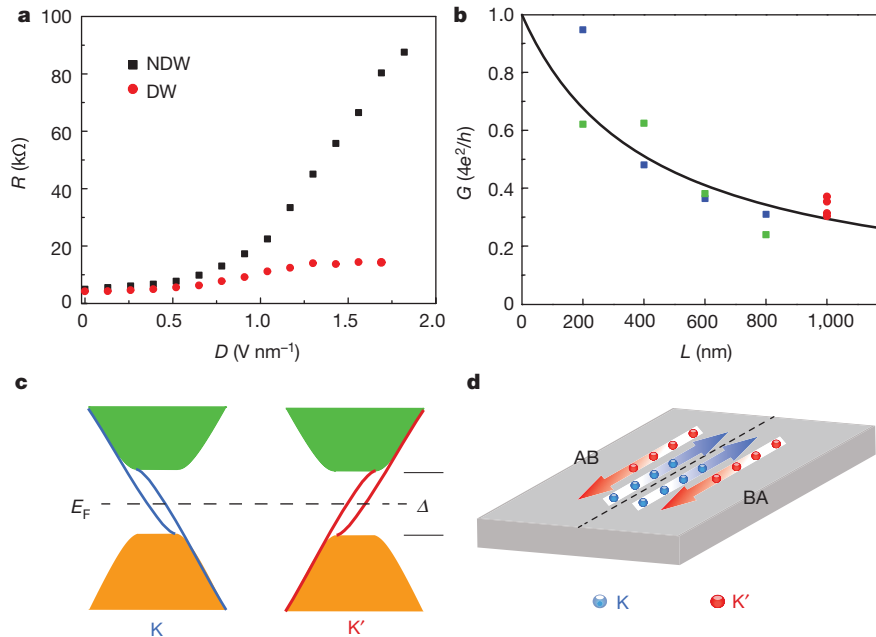 a
100
80
60
40
20
0
R (kΩ)
NDW
DW
0
0.5
1.0
1.5
2.0
D (V nm⁻¹)
b
1.0
0.8
0.6
0.4
0.2
0
G (4e²/h)
0
200
400
600
800
1,000
L (nm)
c
E_F
Δ
K
K′
d
AB
BA
K
K′